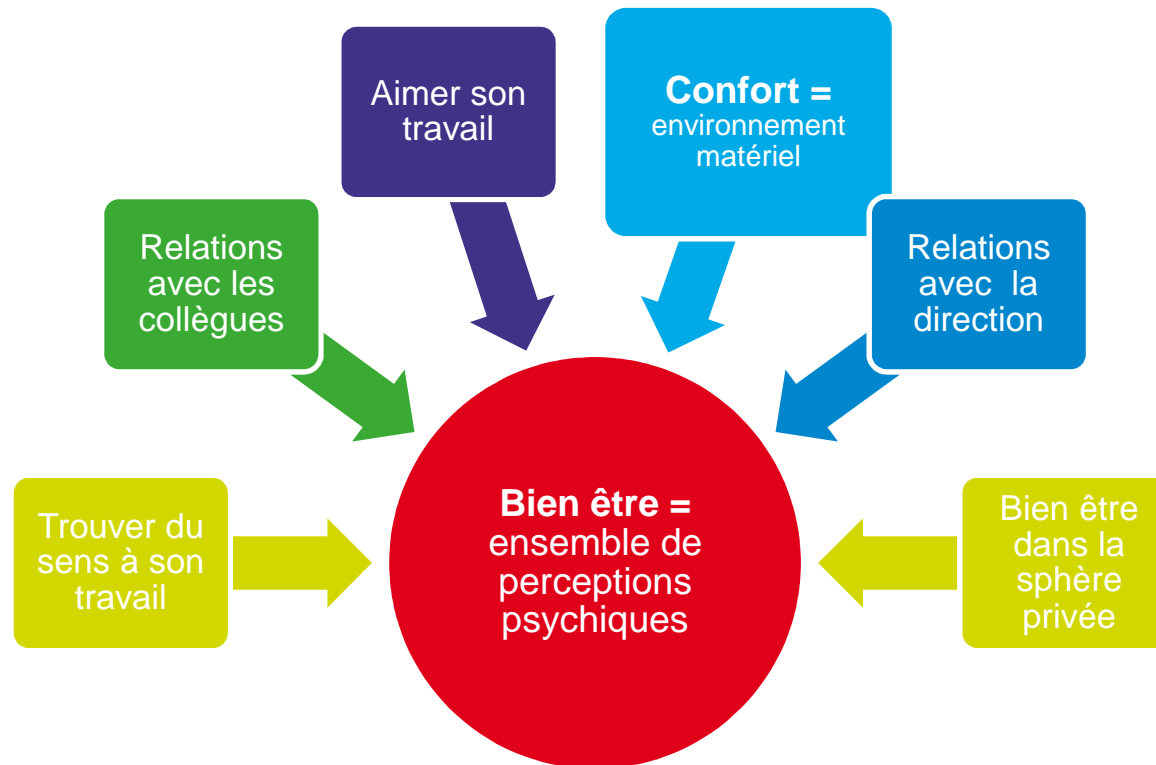 Aimer son
travail
Confort =
environnement
matériel
Relations
avec les
collègues
Relations
avec la
direction
Trouver du
sens à son
travail
Bien être =
ensemble de
perceptions
psychiques
Bien être
dans la
sphère
privée